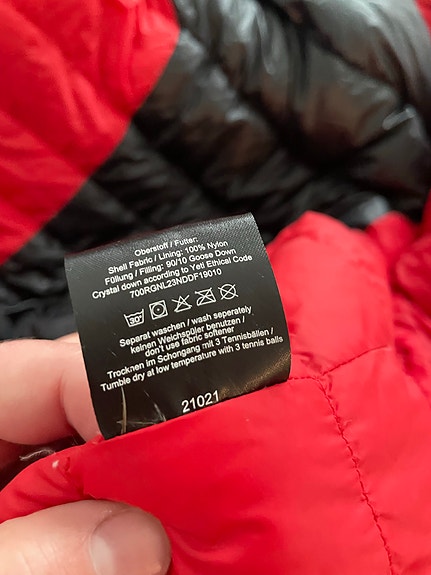 Oberstoff / Futter:
Shell Fabric / Lining: 100% Nylon
Füllung / Filling: 90/10 Goose Down
Crystal down according to Yeti Ethical Code
700RGNL23NDDF19010
30°
Separat waschen / wash seperately
keinen Weichspüler benutzen /
don't use fabric softener
Trocknen im Schongang mit 3 Tennisbällen /
Tumble dry at low temperature with 3 tennis balls
21021